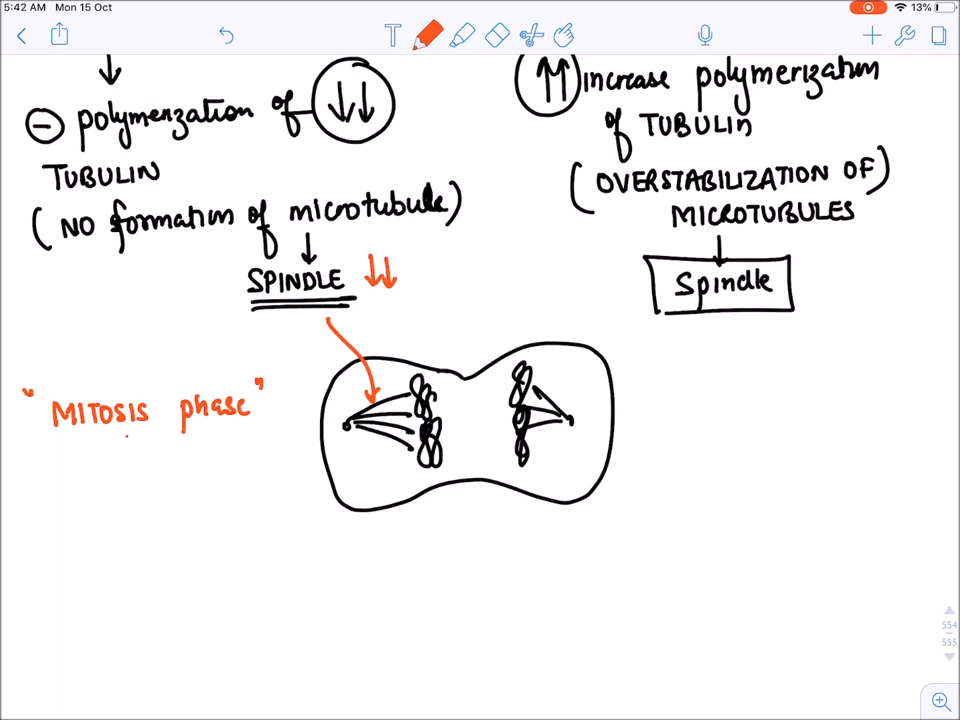 5:42 AM Mon 15 Oct
13%
T
⊖ polymerzation of ↓↓
TUBULIN
( NO formation of microtubule )
SPINDLE ↓↓
↑↑ increase polymerization
of TUBULIN
( OVERSTABILIZATION OF )
MICROTUBULES
Spindle
" MITOSIS phase "
554
555